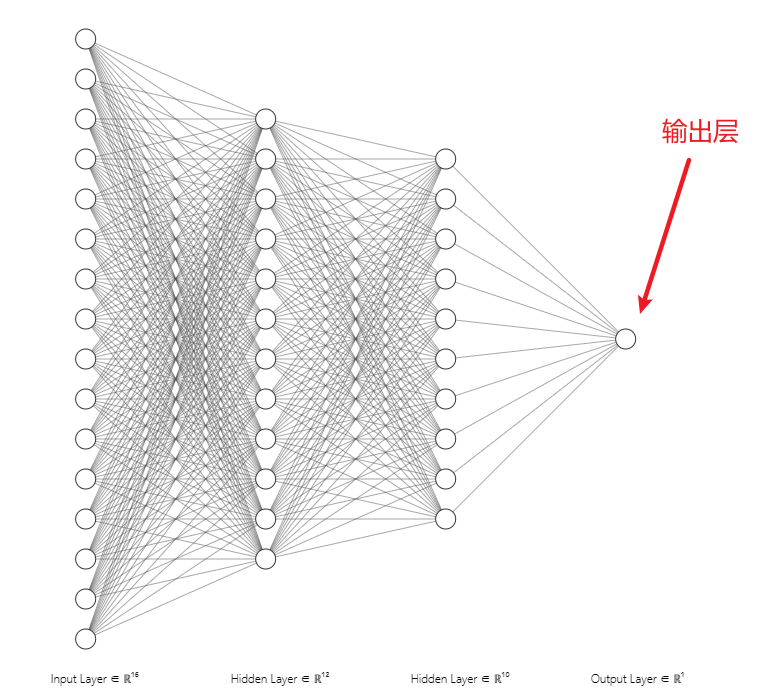 输出层
Input Layer ∈ ℝ¹⁶
Hidden Layer ∈ ℝ¹²
Hidden Layer ∈ ℝ¹⁰
Output Layer ∈ ℝ¹